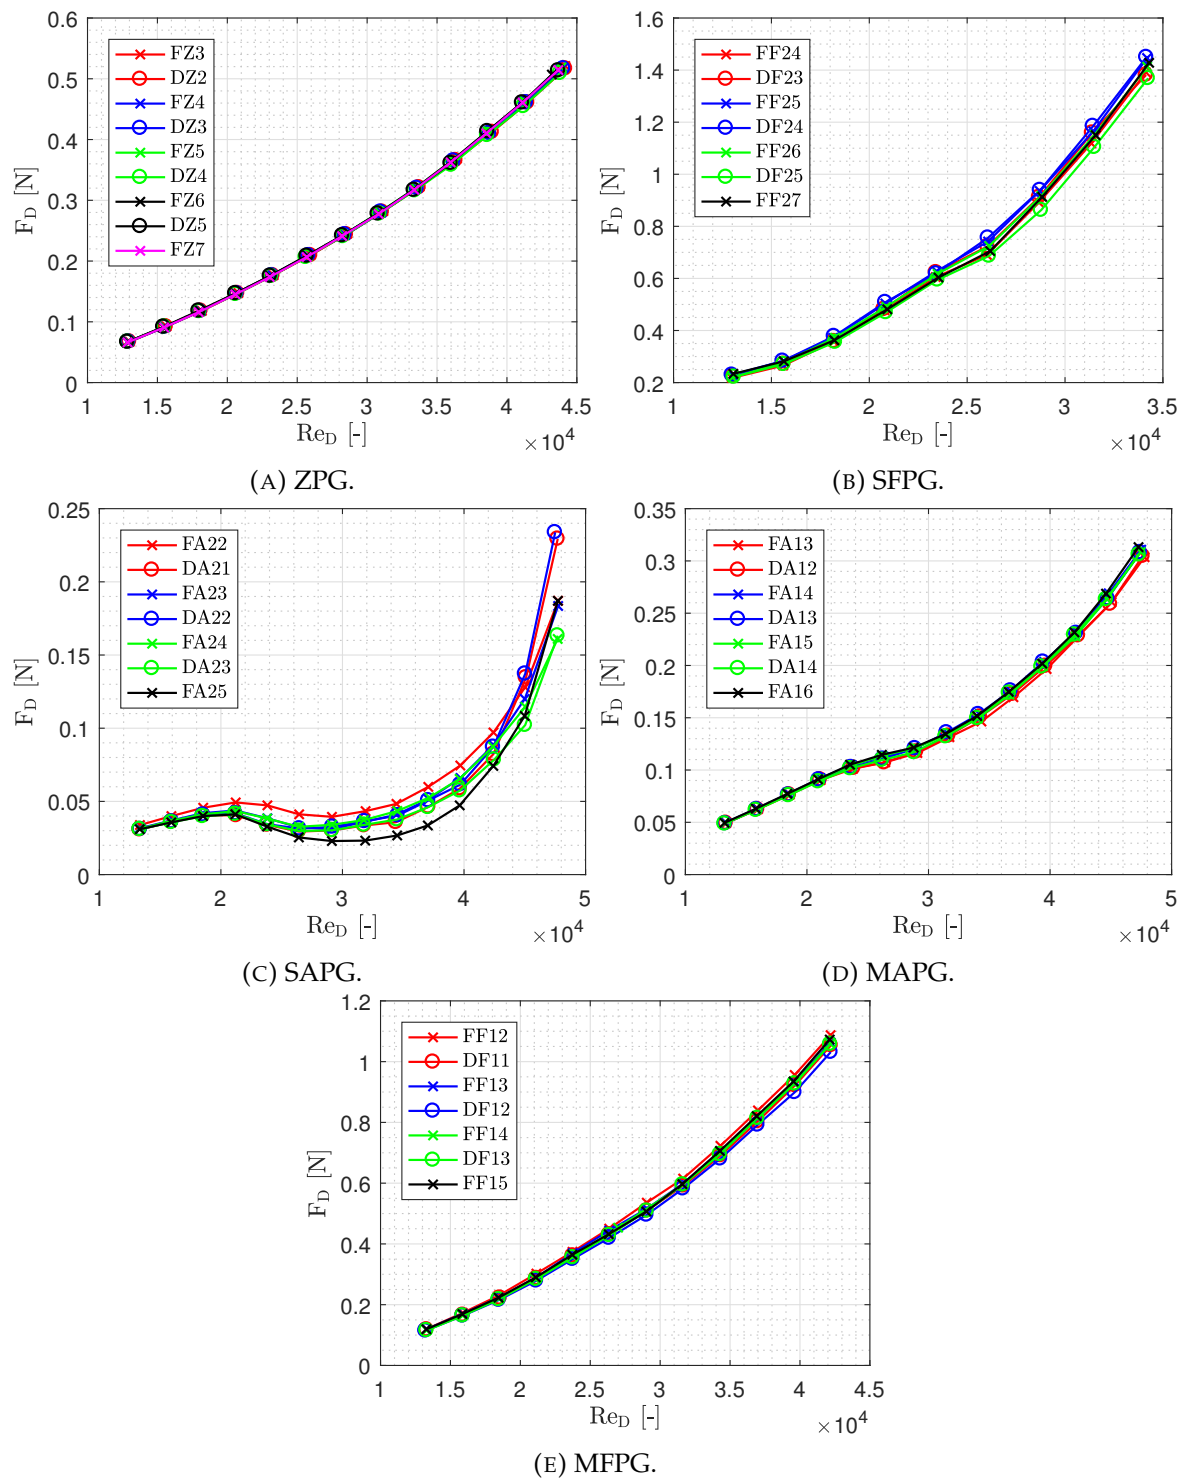 0.6
0.5
0.4
0.3
0.2
0.1
0
F_D [N]
FZ3
DZ2
FZ4
DZ3
FZ5
DZ4
FZ6
DZ5
FZ7
1 1.5 2 2.5 3 3.5 4 4.5
Re_D [-]
×10^4
(A) ZPG.
1.6
1.4
1.2
1
0.8
0.6
0.4
0.2
F_D [N]
FF24
DF23
FF25
DF24
FF26
DF25
FF27
1 1.5 2 2.5 3 3.5
Re_D [-]
×10^4
(B) SFPG.
0.25
0.2
0.15
0.1
0.05
0
F_D [N]
FA22
DA21
FA23
DA22
FA24
DA23
FA25
1 2 3 4 5
Re_D [-]
×10^4
(C) SAPG.
0.35
0.3
0.25
0.2
0.15
0.1
0.05
0
F_D [N]
FA13
DA12
FA14
DA13
FA15
DA14
FA16
1 2 3 4 5
Re_D [-]
×10^4
(D) MAPG.
1.2
1
0.8
0.6
0.4
0.2
0
F_D [N]
FF12
DF11
FF13
DF12
FF14
DF13
FF15
1 1.5 2 2.5 3 3.5 4 4.5
Re_D [-]
×10^4
(E) MFPG.